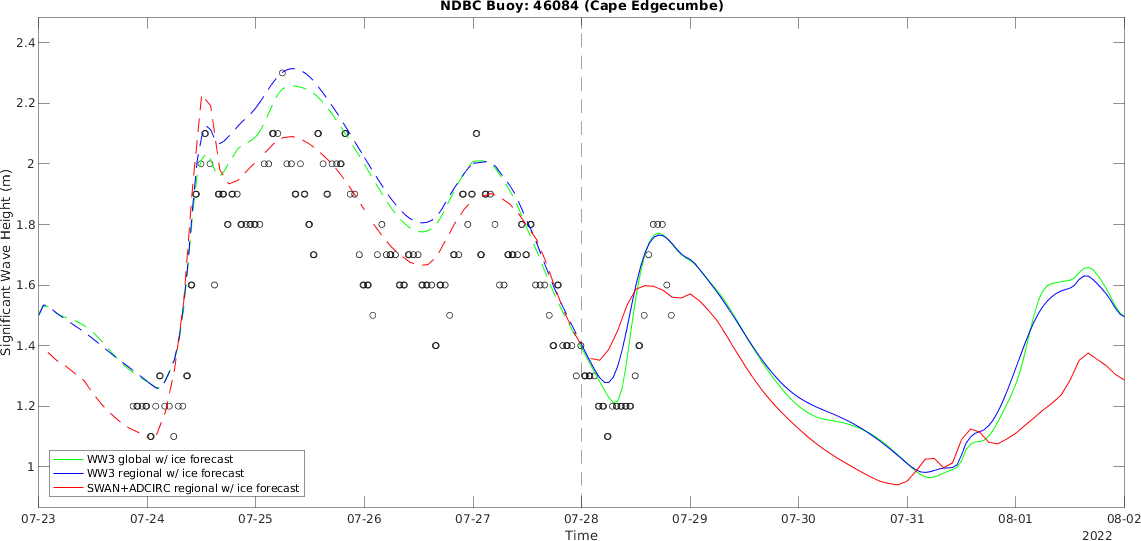 NDBC Buoy: 46084 (Cape Edgecumbe)
2.4
2.2
2
1.8
1.6
1.4
1.2
1
Significant Wave Height (m)
WW3 global w/ ice forecast
WW3 regional w/ ice forecast
SWAN+ADCIRC regional w/ ice forecast
07-23 07-24 07-25 07-26 07-27 07-28 07-29 07-30 07-31 08-01 08-02
Time
2022